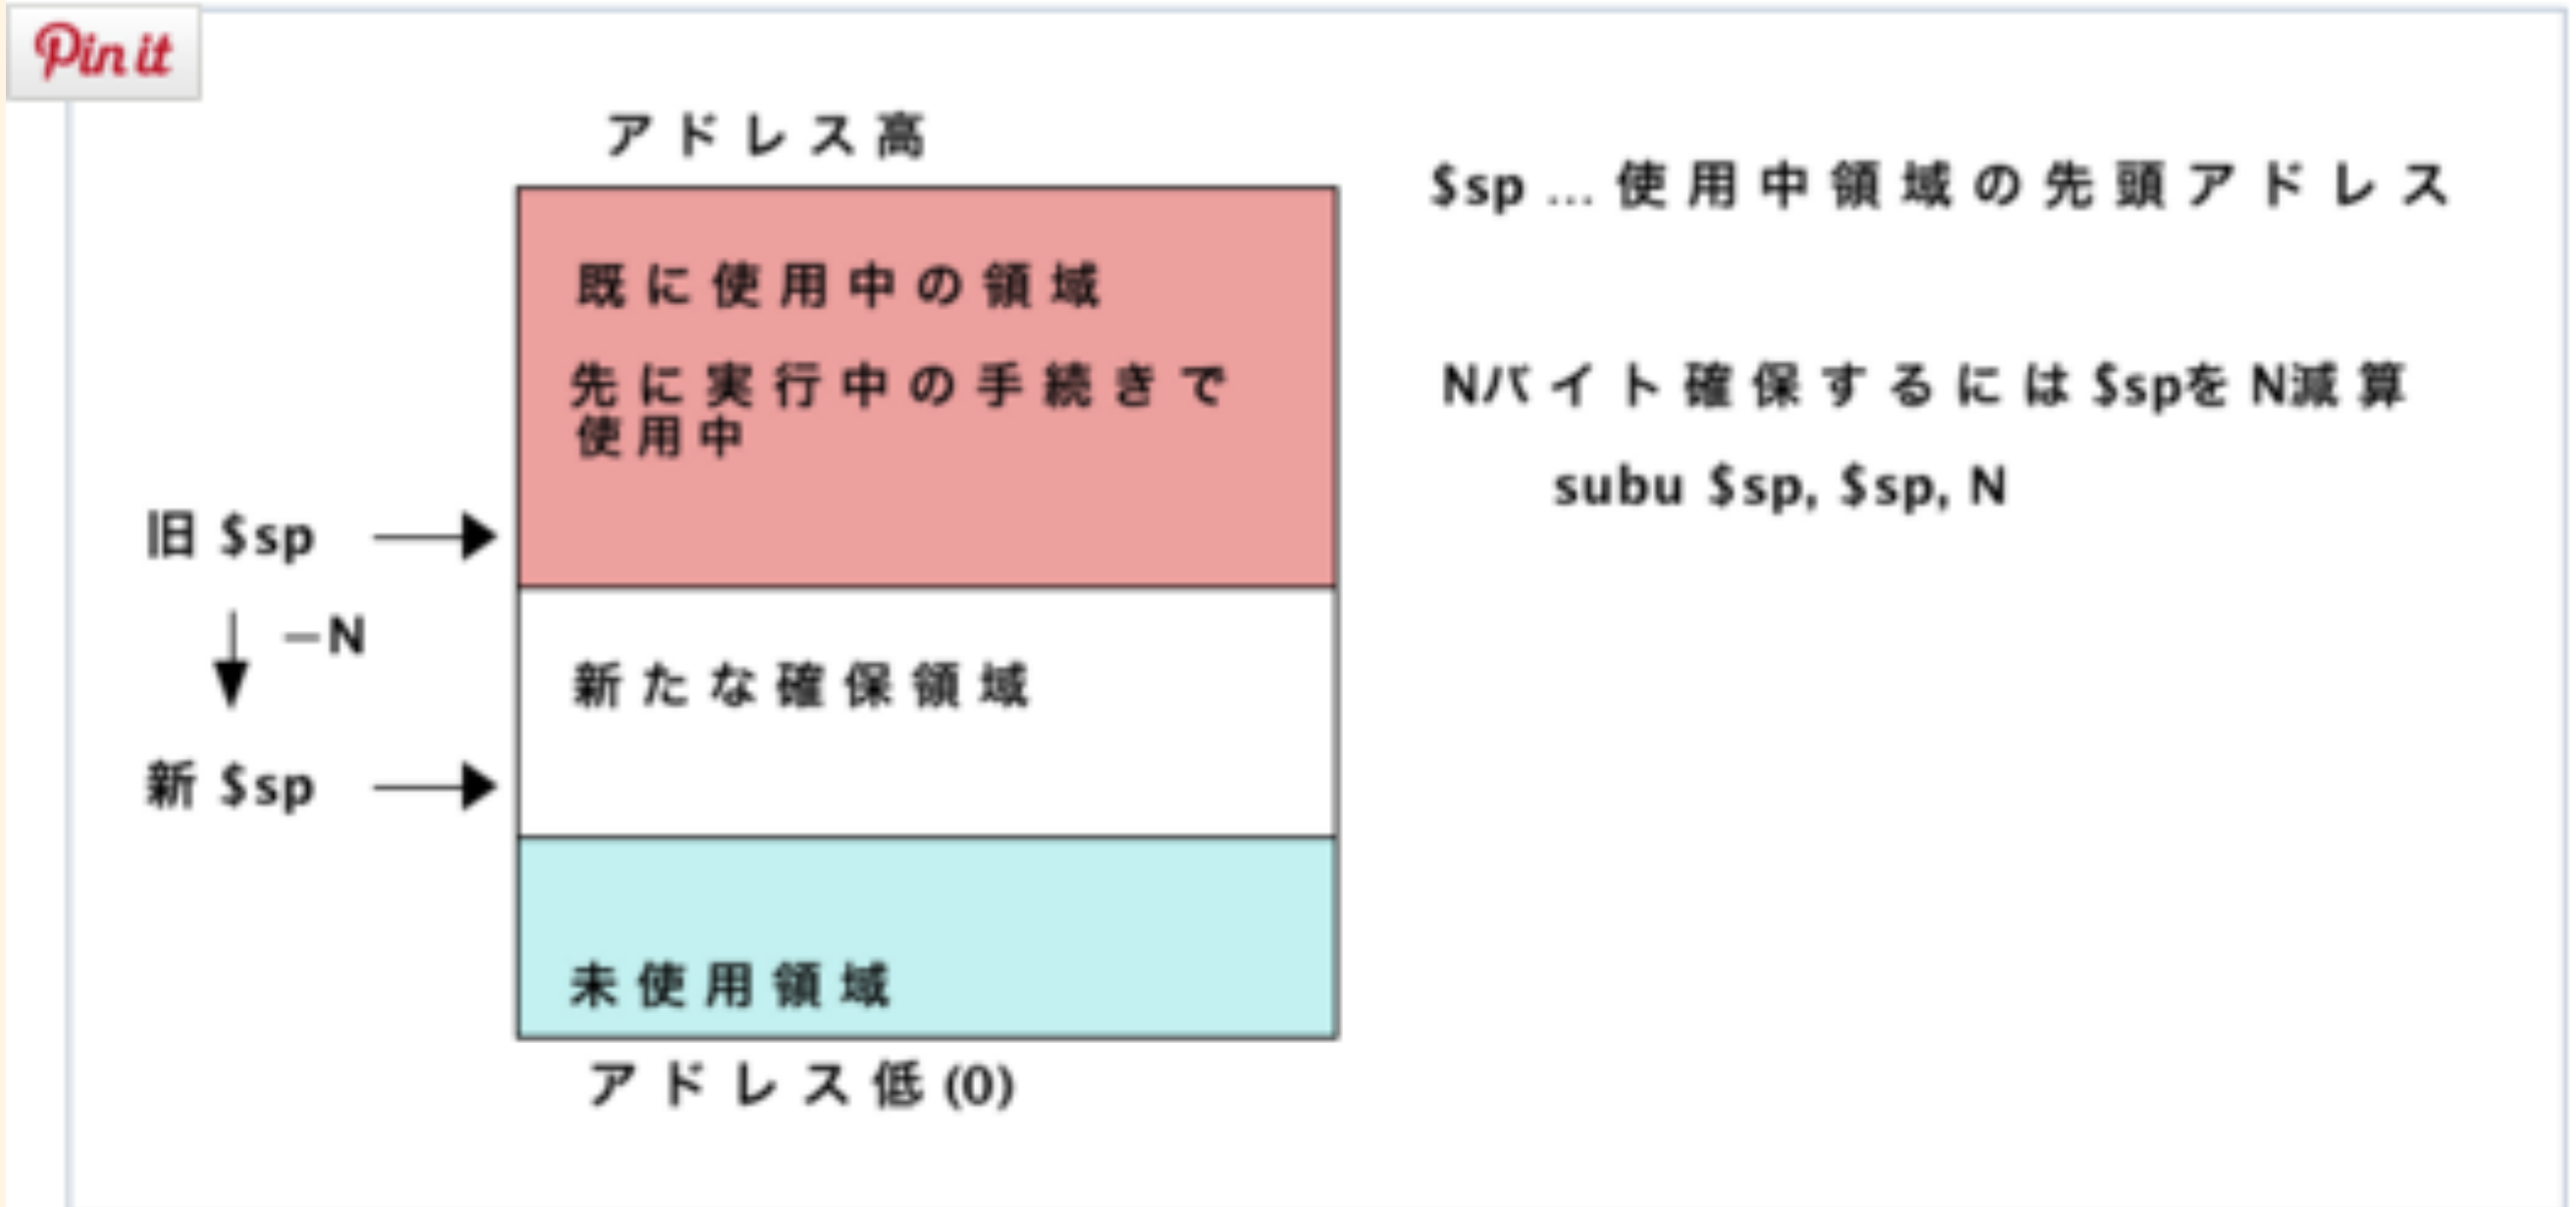 Pin it
アドレス高
$sp ... 使用中領域の先頭アドレス
既に使用中の領域
先に実行中の手続きで
使用中
Nバイト確保するには $spを N減算
subu $sp, $sp, N
旧 $sp
−N
新たな確保領域
新 $sp
未使用領域
アドレス低 (0)